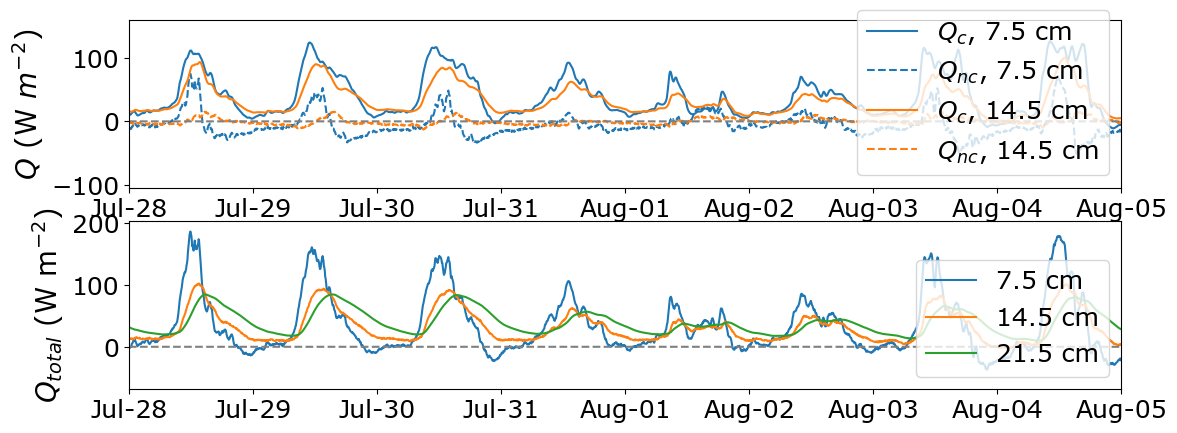 Q (W m⁻²)
100
0
−100
Q_c, 7.5 cm
Q_nc, 7.5 cm
Q_c, 14.5 cm
Q_nc, 14.5 cm
Jul-28 Jul-29 Jul-30 Jul-31 Aug-01 Aug-02 Aug-03 Aug-04 Aug-05
Q_total (W m⁻²)
200
100
0
7.5 cm
14.5 cm
21.5 cm
Jul-28 Jul-29 Jul-30 Jul-31 Aug-01 Aug-02 Aug-03 Aug-04 Aug-05